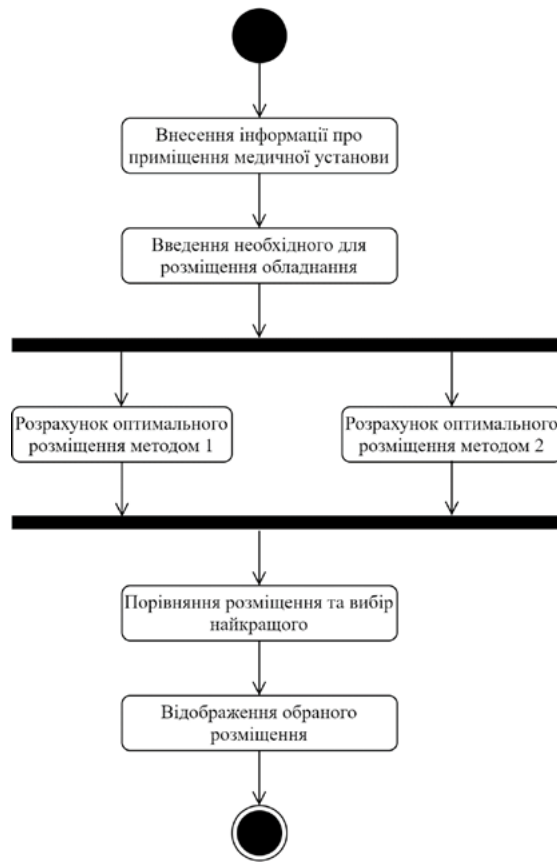 Внесення інформації про
приміщення медичної установи
Введення необхідного для
розміщення обладнання
Розрахунок оптимального
розміщення методом 1
Розрахунок оптимального
розміщення методом 2
Порівняння розміщення та вибір
найкращого
Відображення обраного
розміщення